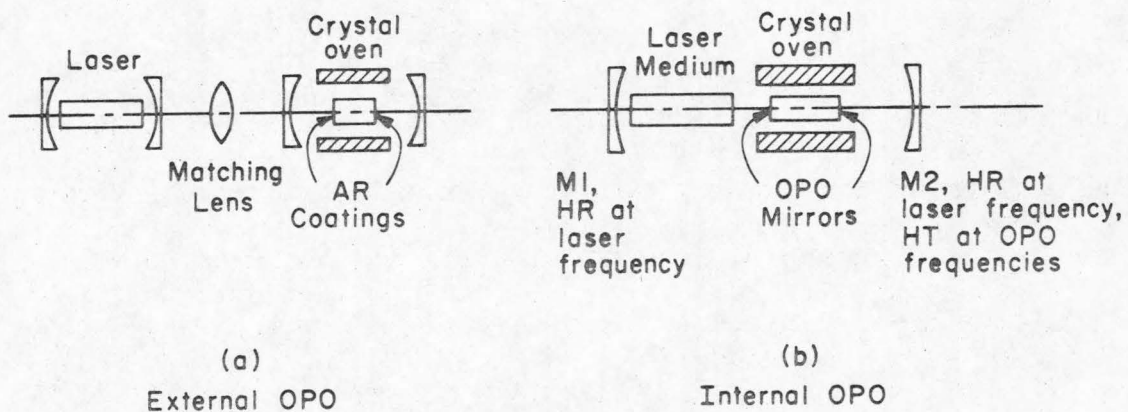 Laser
Crystal
oven
Matching
Lens
AR
Coatings
(a)
External OPO
Laser
Medium
Crystal
oven
M1,
HR at
laser
frequency
OPO
Mirrors
M2, HR at
laser frequency,
HT at OPO
frequencies
(b)
Internal OPO